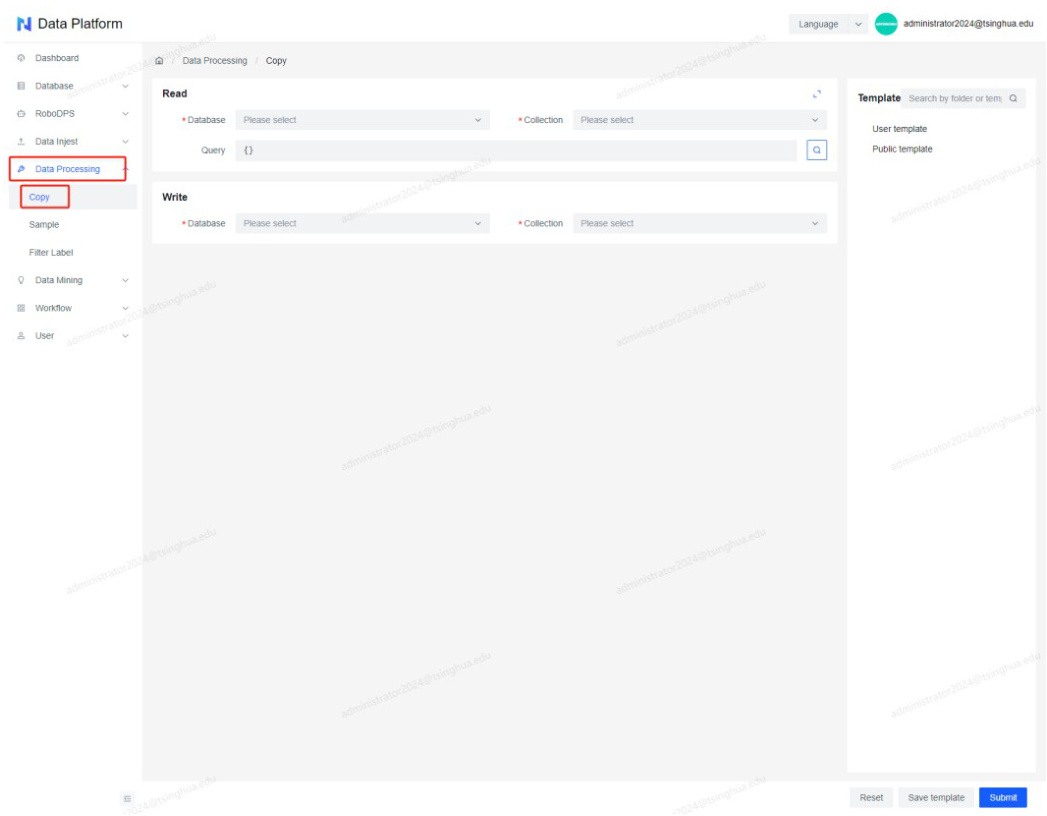 Data Platform
Language
administrator2024@tsinghua.edu
Dashboard
Database
RoboDPS
Data Injest
Data Processing
Copy
Sample
Filter Label
Data Mining
Workflow
User
/ Data Processing / Copy
Read
* Database Please select
* Collection Please select
Query {}
Write
* Database Please select
* Collection Please select
Template Search by folder or tem
User template
Public template
Reset Save template Submit
administrator2024@tsinghua.edu